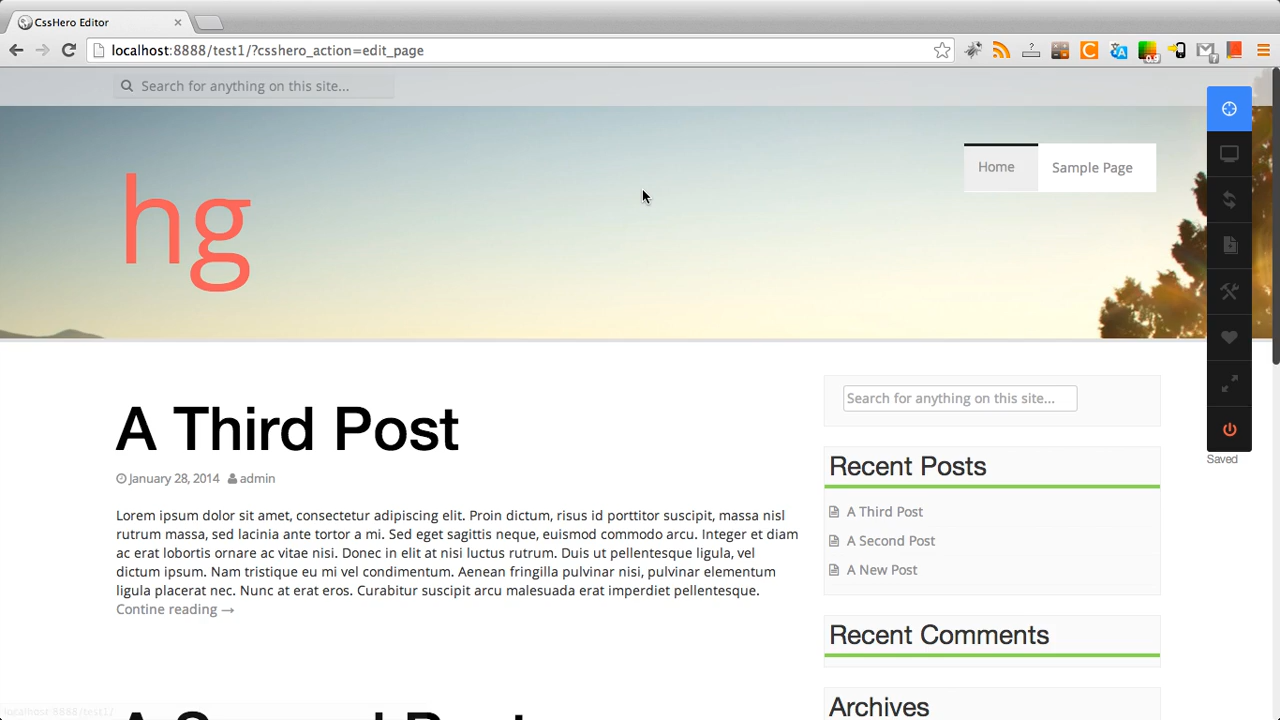 CssHero Editor
localhost:8888/test1/?csshero_action=edit_page
Search for anything on this site...
Home
Sample Page
hg
Saved
A Third Post
January 28, 2014 admin
Lorem ipsum dolor sit amet, consectetur adipiscing elit. Proin dictum, risus id porttitor suscipit, massa nisl
rutrum massa, sed lacinia ante tortor a mi. Sed eget sagittis neque, euismod commodo arcu. Integer et diam
ac erat lobortis ornare ac vitae nisi. Donec in elit at nisi luctus rutrum. Duis ut pellentesque ligula, vel
dictum ipsum. Nam tristique eu mi vel condimentum. Aenean fringilla pulvinar nisi, pulvinar elementum
ligula placerat nec. Nunc at erat eros. Curabitur suscipit arcu malesuada erat imperdiet pellentesque.
Contine reading →
Search for anything on this site...
Recent Posts
A Third Post
A Second Post
A New Post
Recent Comments
Archives
A Second Post
localhost:8888/test1/